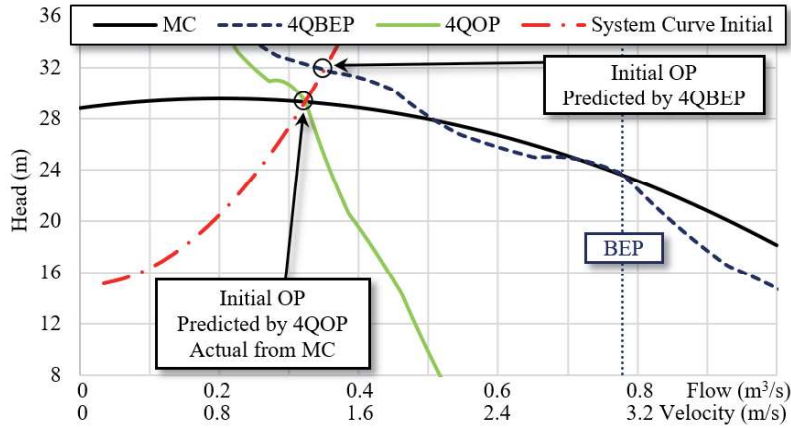 36
MC 4QBEP 4QOP System Curve Initial
32
28
24
20
16
12
8
Head (m)
Initial OP
Predicted by 4QBEP
BEP
Initial OP
Predicted by 4QOP
Actual from MC
0 0.2 0.4 0.6 0.8 Flow (m³/s)
0 0.8 1.6 2.4 3.2 Velocity (m/s)